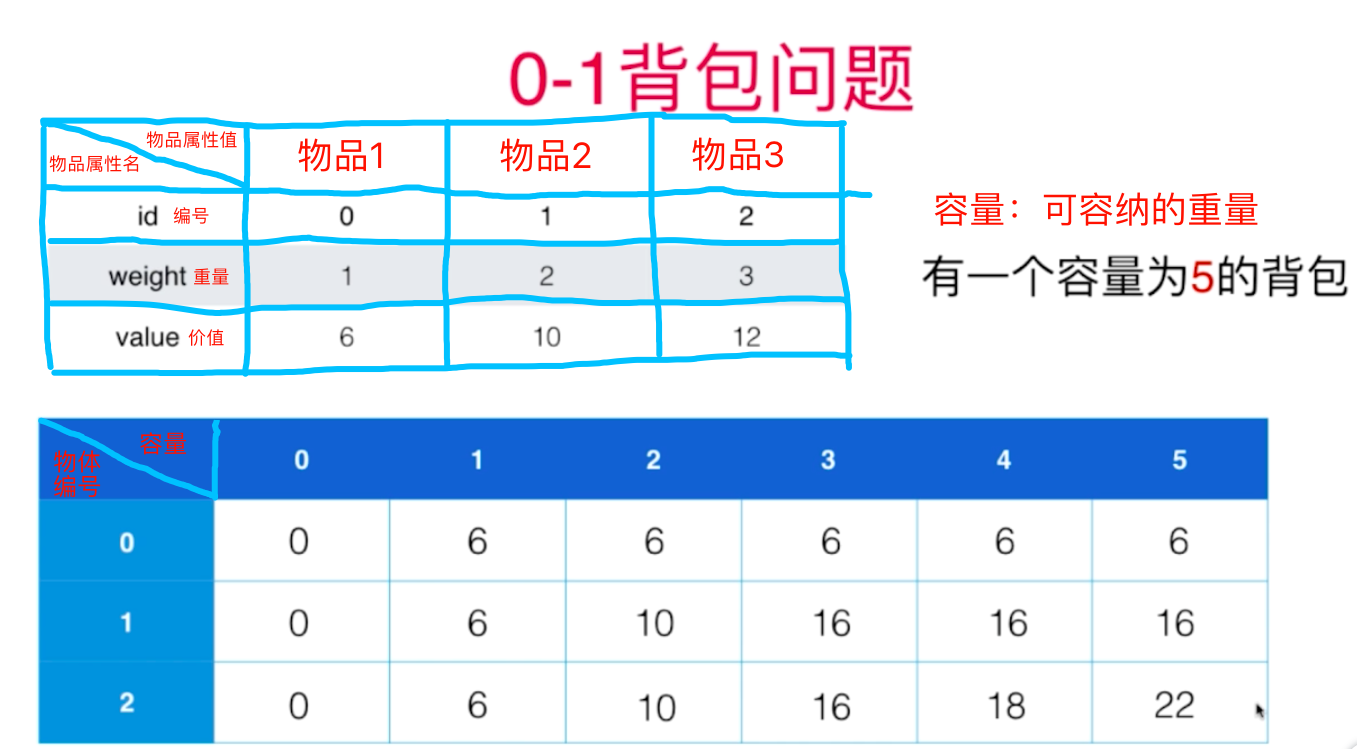 0-1背包问题
物品属性值
物品属性名
物品1 物品2 物品3
id 编号 0 1 2
weight 重量 1 2 3
value 价值 6 10 12
容量：可容纳的重量
有一个容量为5的背包
容量
物体
编号
0 1 2 3 4 5
0 0 6 6 6 6 6
1 0 6 10 16 16 16
2 0 6 10 16 18 22